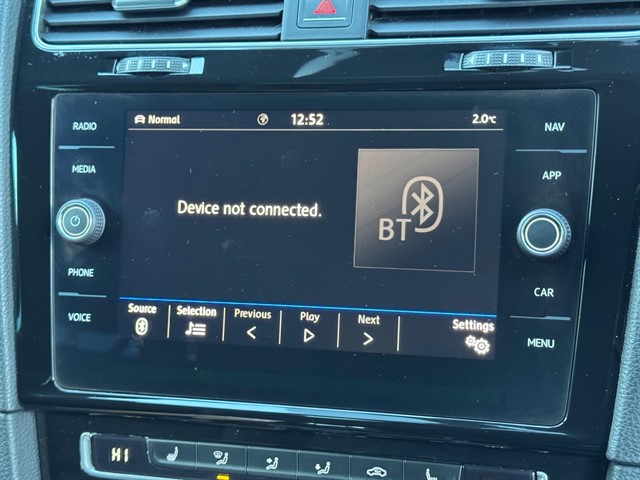 Normal 12:52 2.0°C
RADIO
MEDIA
PHONE
VOICE
Device not connected.
BT
Source Selection Previous Play Next Settings
NAV
APP
CAR
MENU
HI